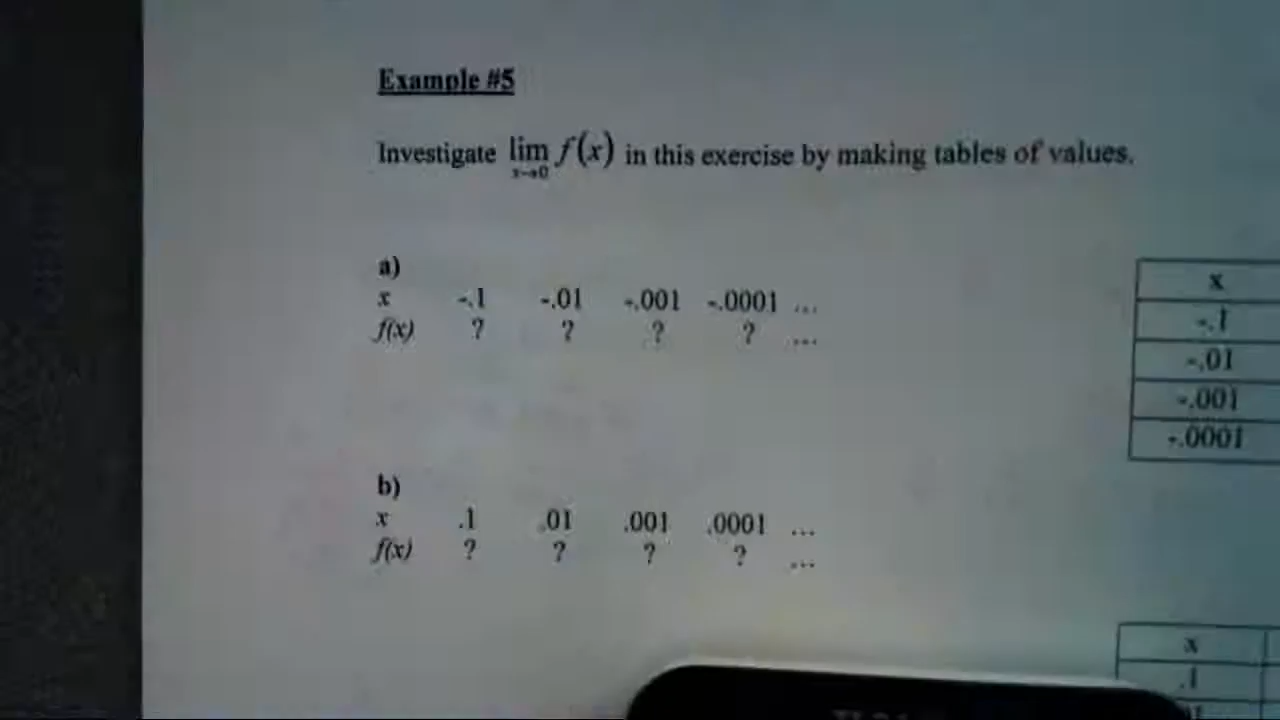 Example #5
Investigate lim f(x) in this exercise by making tables of values.
x→0
a)
x -.1 -.01 -.001 -.0001 ...
f(x) ? ? ? ? ...
x
-.1
-.01
-.001
-.0001
b)
x .1 .01 .001 .0001 ...
f(x) ? ? ? ? ...
x
.1